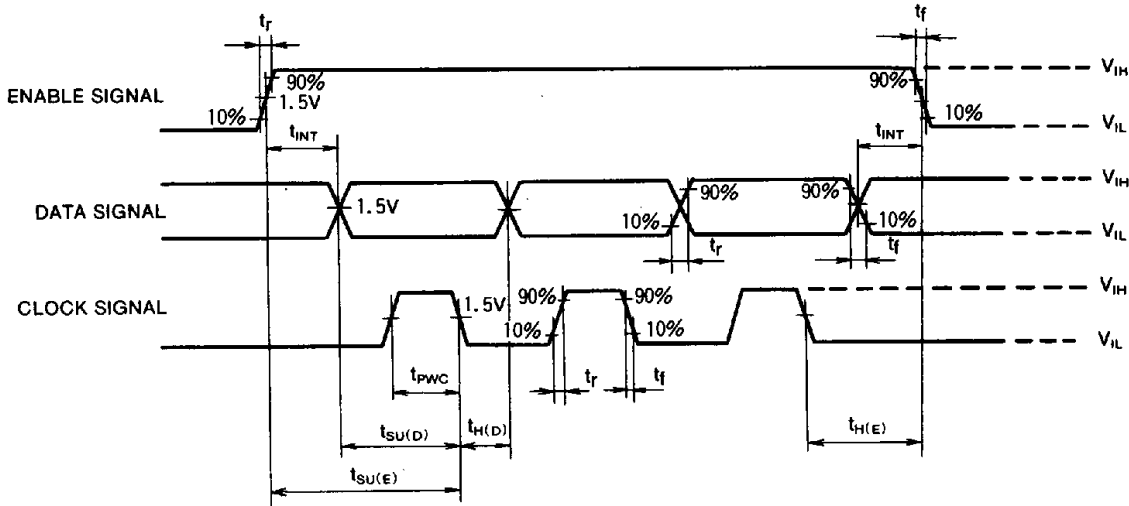 tr
tf
90%
90%
VIH
ENABLE SIGNAL
1.5V
10%
10%
VIL
tINT
tINT
90%
90%
VIH
DATA SIGNAL
1.5V
10%
10%
VIL
tr
tf
VIH
CLOCK SIGNAL
1.5V
90%
90%
10%
10%
VIL
tPWC
tr
tf
tSU(D)
tH(D)
tH(E)
tSU(E)